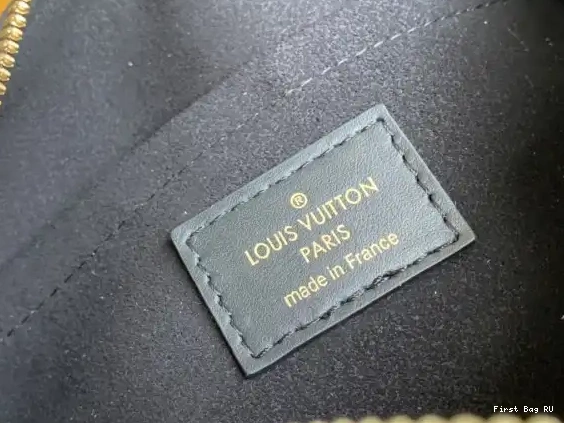 ®
LOUIS VUITTON
PARIS
made in France
First Bag RU